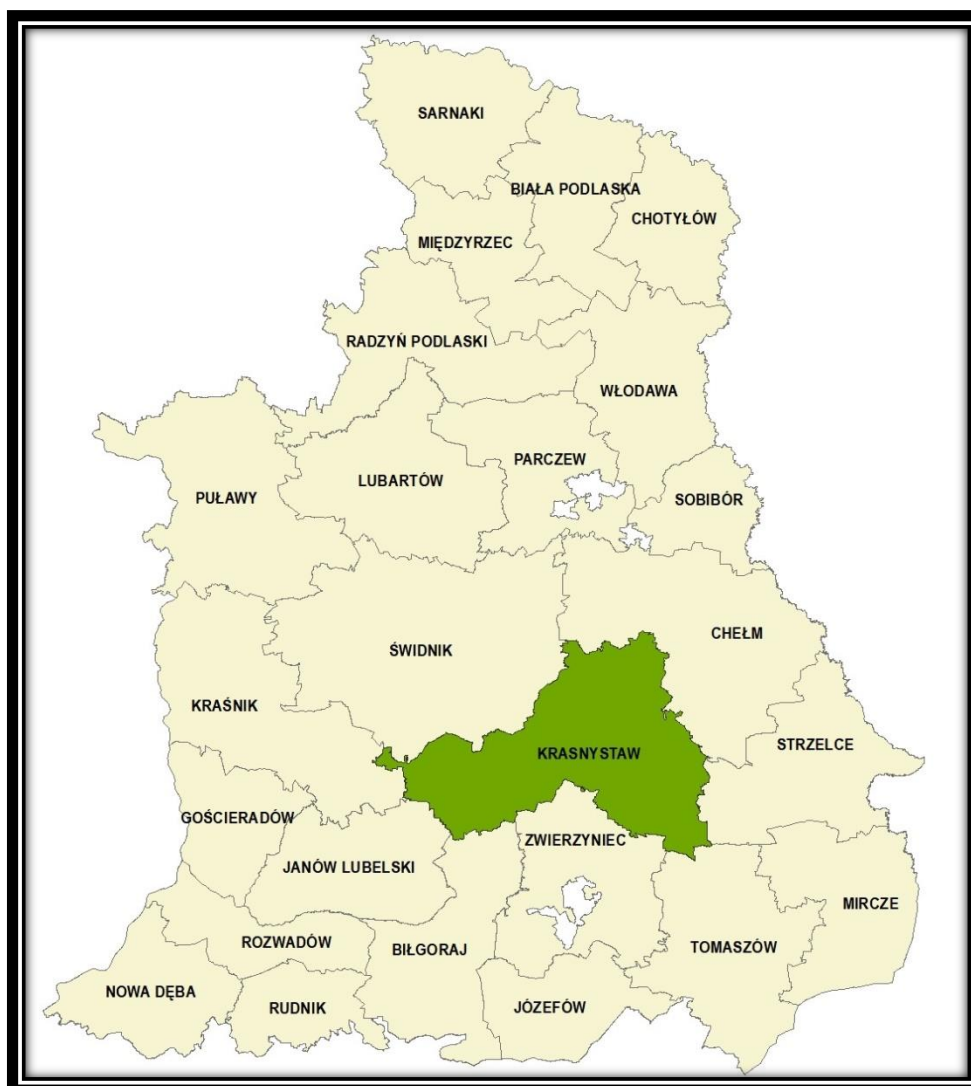 SARNAKI
BIAŁA PODLASKA
CHOTYŁÓW
MIĘDZYRZEC
RADZYŃ PODLASKI
WŁODAWA
PARCZEW
LUBARTÓW
PUŁAWY
SOBIBÓR
CHEŁM
ŚWIDNIK
KRAŚNIK
STRZELCE
KRASNYSTAW
GOŚCIERADÓW
ZWIERZYNIEC
JANÓW LUBELSKI
MIRCZE
ROZWADÓW
BIŁGORAJ
TOMASZÓW
NOWA DĘBA
RUDNIK
JÓZEFÓW